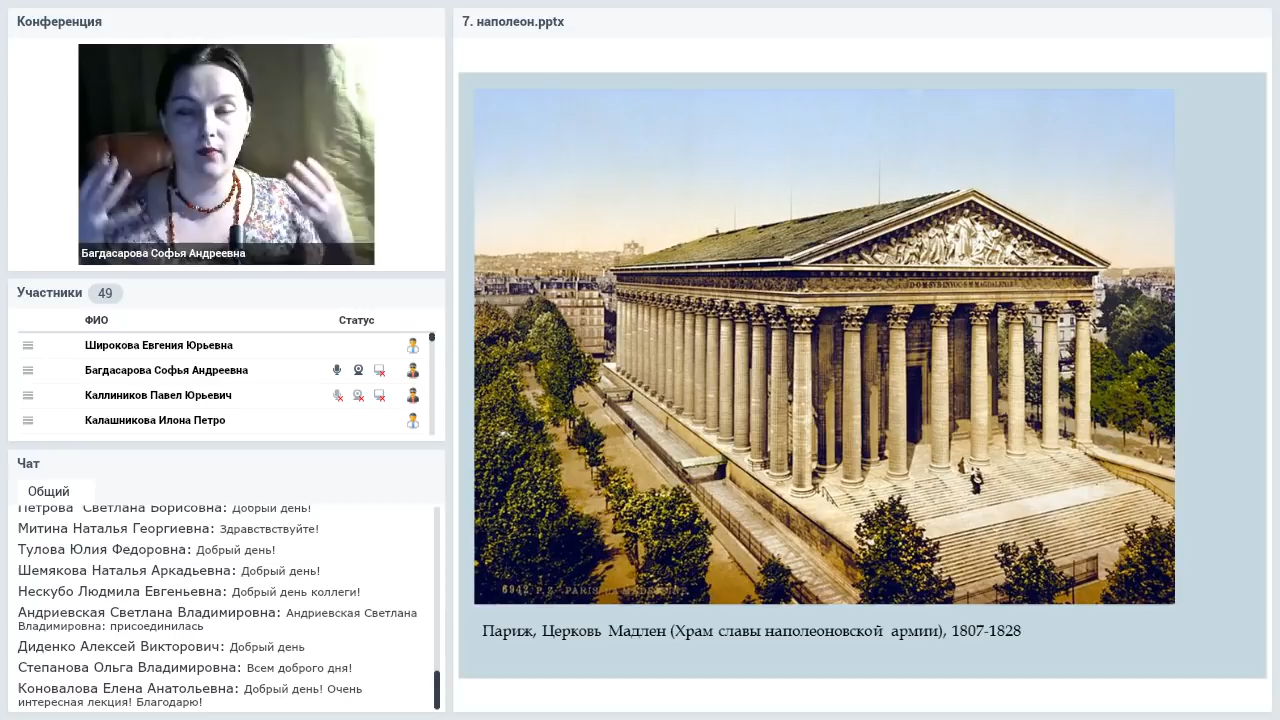 Конференция
Багдасарова Софья Андреевна
Участники 49
ФИО Статус
Широкова Евгения Юрьевна
Багдасарова Софья Андреевна
Каллиников Павел Юрьевич
Калашникова Илона Петро
Чат
Общий
Петрова Светлана Борисовна: Добрый день!
Митина Наталья Георгиевна: Здравствствуйте!
Тулова Юлия Федоровна: Добрый день!
Шемякова Наталья Аркадьевна: Добрый день!
Нескубо Людмила Евгеньевна: Добрый день коллеги!
Андриевская Светлана Владимировна: Андриевская Светлана
Владимировна: присоединилась
Диденко Алексей Викторович: Добрый день
Степанова Ольга Владимировна: Всем доброго дня!
Коновалова Елена Анатольевна: Добрый день! Очень
интересная лекция! Благодарю!
7. наполеон.pptx
Париж, Церковь Мадлен (Храм славы наполеоновской армии), 1807-1828